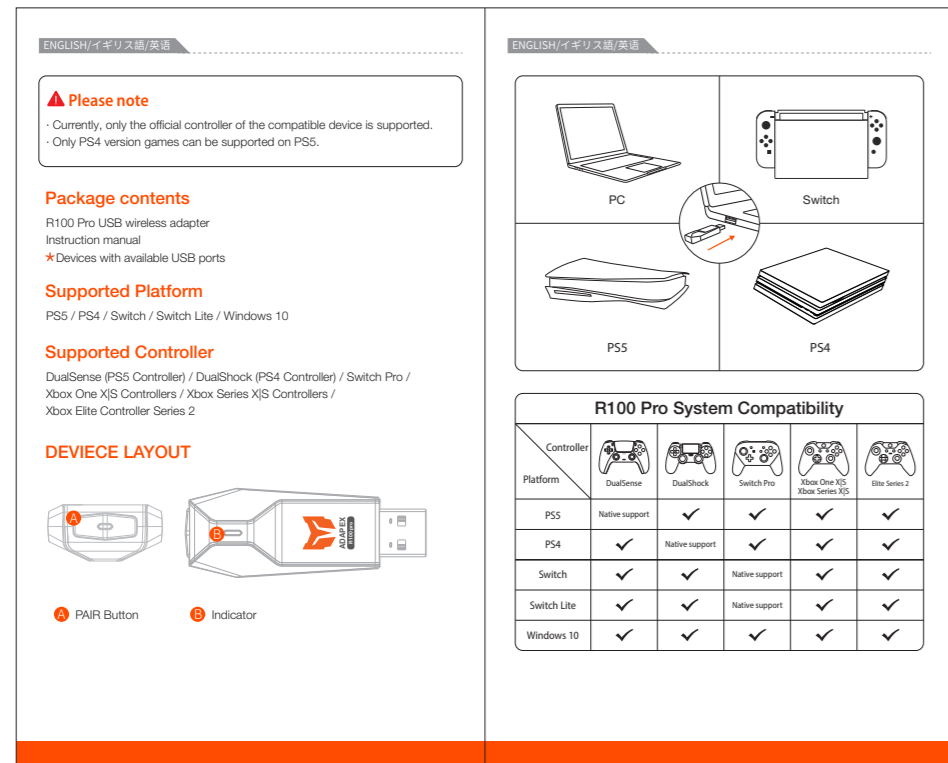 ENGLISH/イギリス語/英语
Please note
· Currently, only the official controller of the compatible device is supported.
· Only PS4 version games can be supported on PS5.
Package contents
R100 Pro USB wireless adapter
Instruction manual
*Devices with available USB ports
Supported Platform
PS5 / PS4 / Switch / Switch Lite / Windows 10
Supported Controller
DualSense (PS5 Controller) / DualShock (PS4 Controller) / Switch Pro /
Xbox One X|S Controllers / Xbox Series X|S Controllers /
Xbox Elite Controller Series 2
DEVIECE LAYOUT
A
B
ADAPEX
R100 pro
A PAIR Button
B Indicator
ENGLISH/イギリス語/英语
PC
Switch
PS5
PS4
R100 Pro System Compatibility
Controller
Platform
DualSense
DualShock
Switch Pro
Xbox One X|S
Xbox Series X|S
Elite Series 2
PS5 Native support ✓ ✓ ✓ ✓
PS4 ✓ Native support ✓ ✓ ✓
Switch ✓ ✓ Native support ✓ ✓
Switch Lite ✓ ✓ Native support ✓ ✓
Windows 10 ✓ ✓ ✓ ✓ ✓